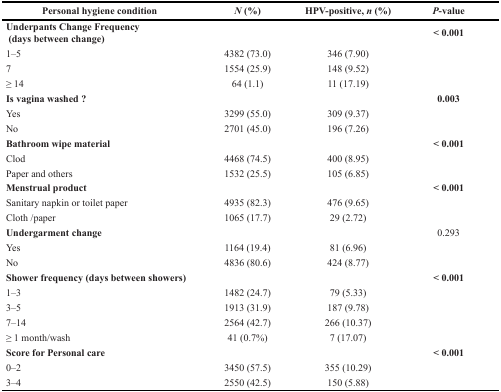 Personal hygiene condition N (%) HPV-positive, n (%) P-value
Underpants Change Frequency < 0.001
(days between change)
1–5 4382 (73.0) 346 (7.90)
7 1554 (25.9) 148 (9.52)
≥ 14 64 (1.1) 11 (17.19)
Is vagina washed ? 0.003
Yes 3299 (55.0) 309 (9.37)
No 2701 (45.0) 196 (7.26)
Bathroom wipe material < 0.001
Clod 4468 (74.5) 400 (8.95)
Paper and others 1532 (25.5) 105 (6.85)
Menstrual product < 0.001
Sanitary napkin or toilet paper 4935 (82.3) 476 (9.65)
Cloth /paper 1065 (17.7) 29 (2.72)
Undergarment change 0.293
Yes 1164 (19.4) 81 (6.96)
No 4836 (80.6) 424 (8.77)
Shower frequency (days between showers) < 0.001
1–3 1482 (24.7) 79 (5.33)
3–5 1913 (31.9) 187 (9.78)
7–14 2564 (42.7) 266 (10.37)
≥ 1 month/wash 41 (0.7%) 7 (17.07)
Score for Personal care < 0.001
0–2 3450 (57.5) 355 (10.29)
3–4 2550 (42.5) 150 (5.88)